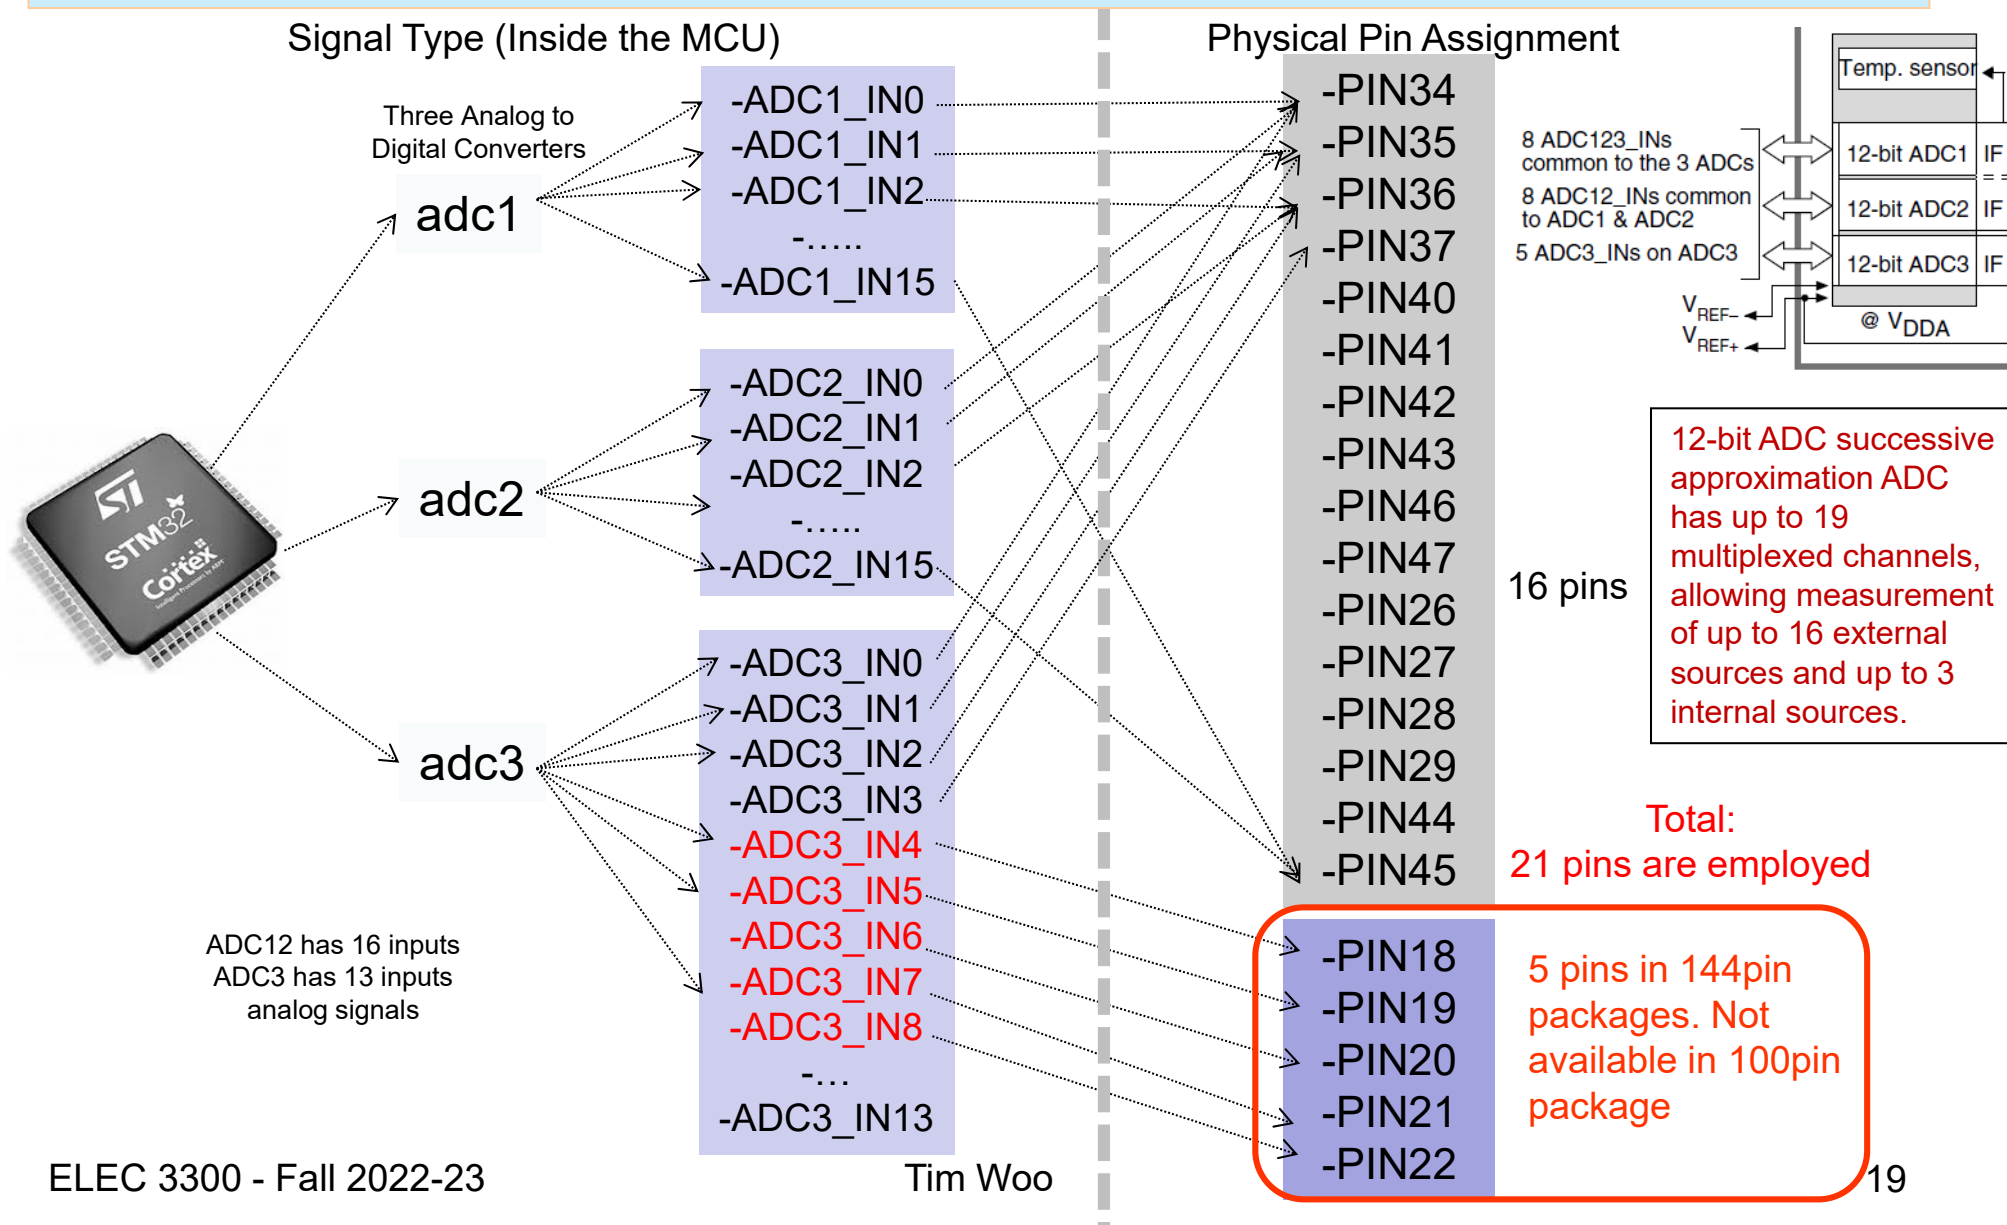 Signal Type (Inside the MCU)
Physical Pin Assignment
Three Analog to
Digital Converters
adc1
adc2
adc3
STM32
Cortex
-ADC1_IN0
-ADC1_IN1
-ADC1_IN2
-.....
-ADC1_IN15
-ADC2_IN0
-ADC2_IN1
-ADC2_IN2
-.....
-ADC2_IN15
-ADC3_IN0
-ADC3_IN1
-ADC3_IN2
-ADC3_IN3
-ADC3_IN4
-ADC3_IN5
-ADC3_IN6
-ADC3_IN7
-ADC3_IN8
-...
-ADC3_IN13
ADC12 has 16 inputs
ADC3 has 13 inputs
analog signals
-PIN34
-PIN35
-PIN36
-PIN37
-PIN40
-PIN41
-PIN42
-PIN43
-PIN46
-PIN47
-PIN26
-PIN27
-PIN28
-PIN29
-PIN44
-PIN45
-PIN18
-PIN19
-PIN20
-PIN21
-PIN22
16 pins
Temp. sensor
8 ADC123_INs
common to the 3 ADCs
8 ADC12_INs common
to ADC1 & ADC2
5 ADC3_INs on ADC3
12-bit ADC1 IF
12-bit ADC2 IF
12-bit ADC3 IF
VREF–
VREF+
@ VDDA
12-bit ADC successive
approximation ADC
has up to 19
multiplexed channels,
allowing measurement
of up to 16 external
sources and up to 3
internal sources.
Total:
21 pins are employed
5 pins in 144pin
packages. Not
available in 100pin
package
ELEC 3300 - Fall 2022-23
Tim Woo
19